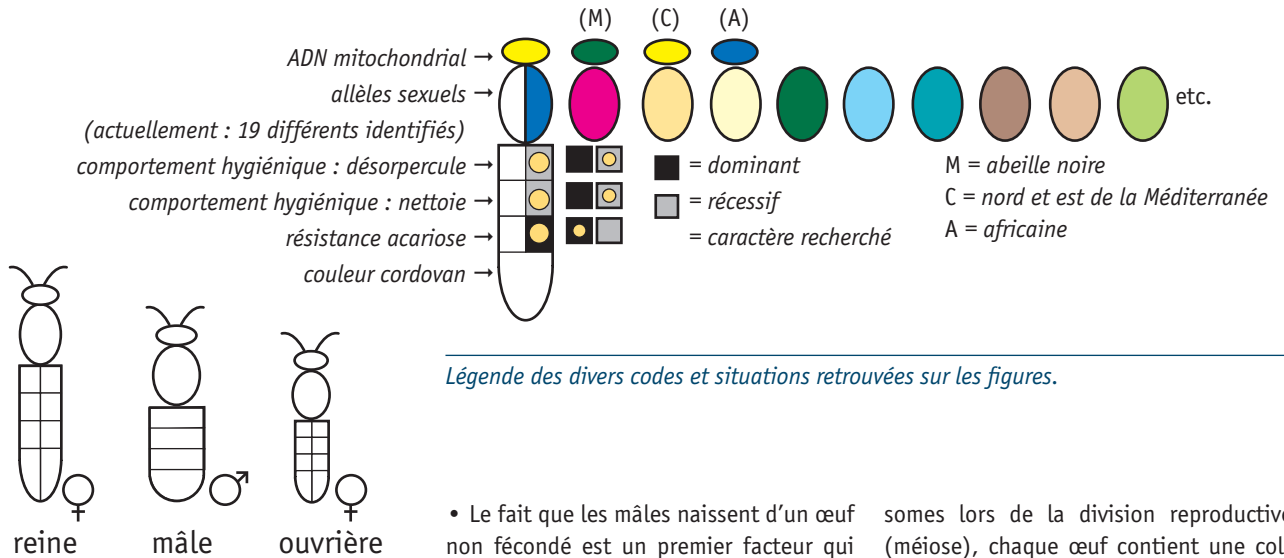 (M) (C) (A)
ADN mitochondrial →
allèles sexuels →
(actuellement : 19 différents identifiés)
etc.
comportement hygiénique : désorpercule →
comportement hygiénique : nettoie →
résistance acariose →
couleur cordovan →
= dominant
= récessif
= caractère recherché
M = abeille noire
C = nord et est de la Méditerranée
A = africaine
reine
mâle
ouvrière
Légende des divers codes et situations retrouvées sur les figures.
• Le fait que les mâles naissent d'un œuf
non fécondé est un premier facteur qui
somes lors de la division reproductive
(méiose), chaque œuf contient une col